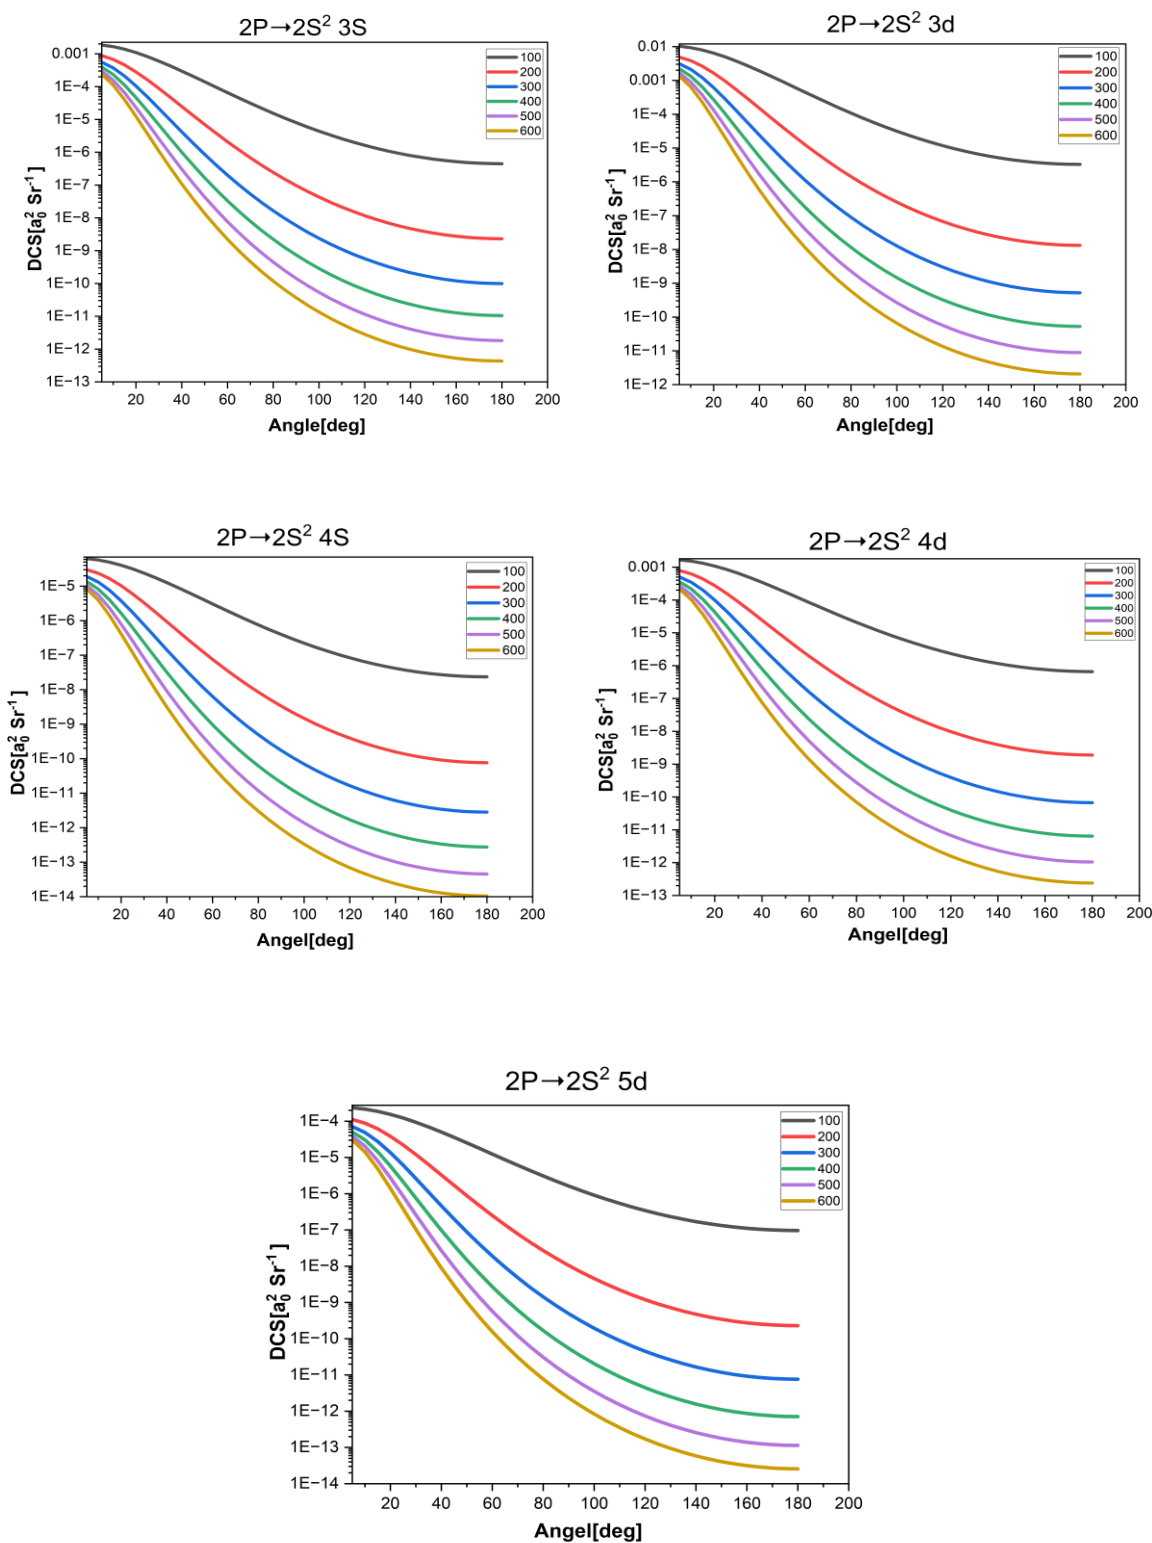 2P→2S² 3S
DCS[a₀² Sr⁻¹]
0.001
1E−4
1E−5
1E−6
1E−7
1E−8
1E−9
1E−10
1E−11
1E−12
1E−13
100
200
300
400
500
600
20 40 60 80 100 120 140 160 180 200
Angle[deg]
2P→2S² 3d
DCS[a₀² Sr⁻¹]
0.01
0.001
1E−4
1E−5
1E−6
1E−7
1E−8
1E−9
1E−10
1E−11
1E−12
100
200
300
400
500
600
20 40 60 80 100 120 140 160 180 200
Angle[deg]
2P→2S² 4S
DCS[a₀² Sr⁻¹]
1E−5
1E−6
1E−7
1E−8
1E−9
1E−10
1E−11
1E−12
1E−13
1E−14
100
200
300
400
500
600
20 40 60 80 100 120 140 160 180 200
Angel[deg]
2P→2S² 4d
DCS[a₀² Sr⁻¹]
0.001
1E−4
1E−5
1E−6
1E−7
1E−8
1E−9
1E−10
1E−11
1E−12
1E−13
100
200
300
400
500
600
20 40 60 80 100 120 140 160 180 200
Angel[deg]
2P→2S² 5d
DCS[a₀² Sr⁻¹]
1E−4
1E−5
1E−6
1E−7
1E−8
1E−9
1E−10
1E−11
1E−12
1E−13
1E−14
100
200
300
400
500
600
20 40 60 80 100 120 140 160 180 200
Angel[deg]